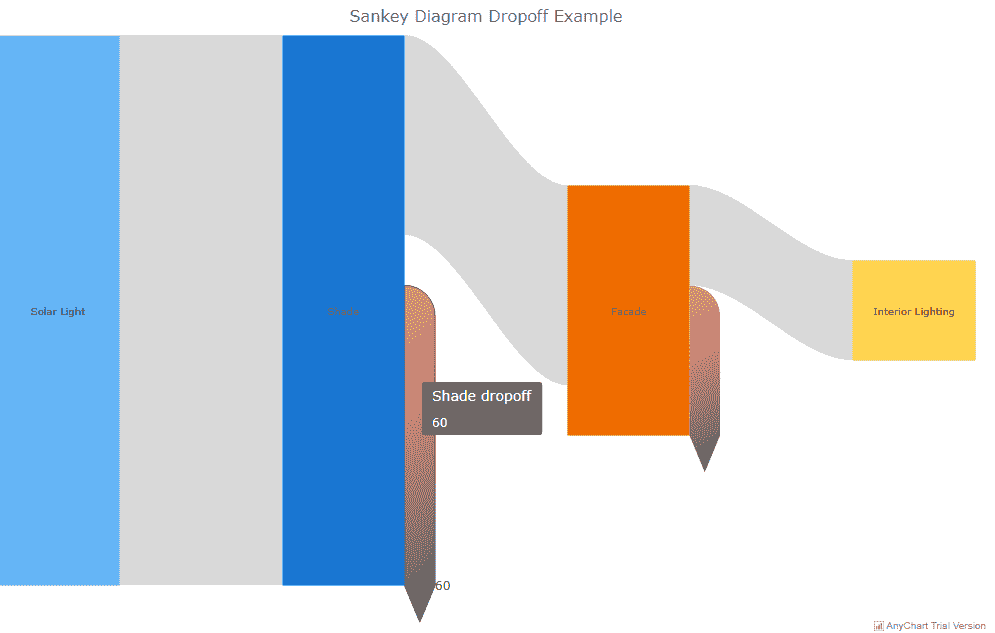 Sankey Diagram Dropoff Example
Solar Light
Shade
Facade
Interior Lighting
Shade dropoff
60
60
AnyChart Trial Version